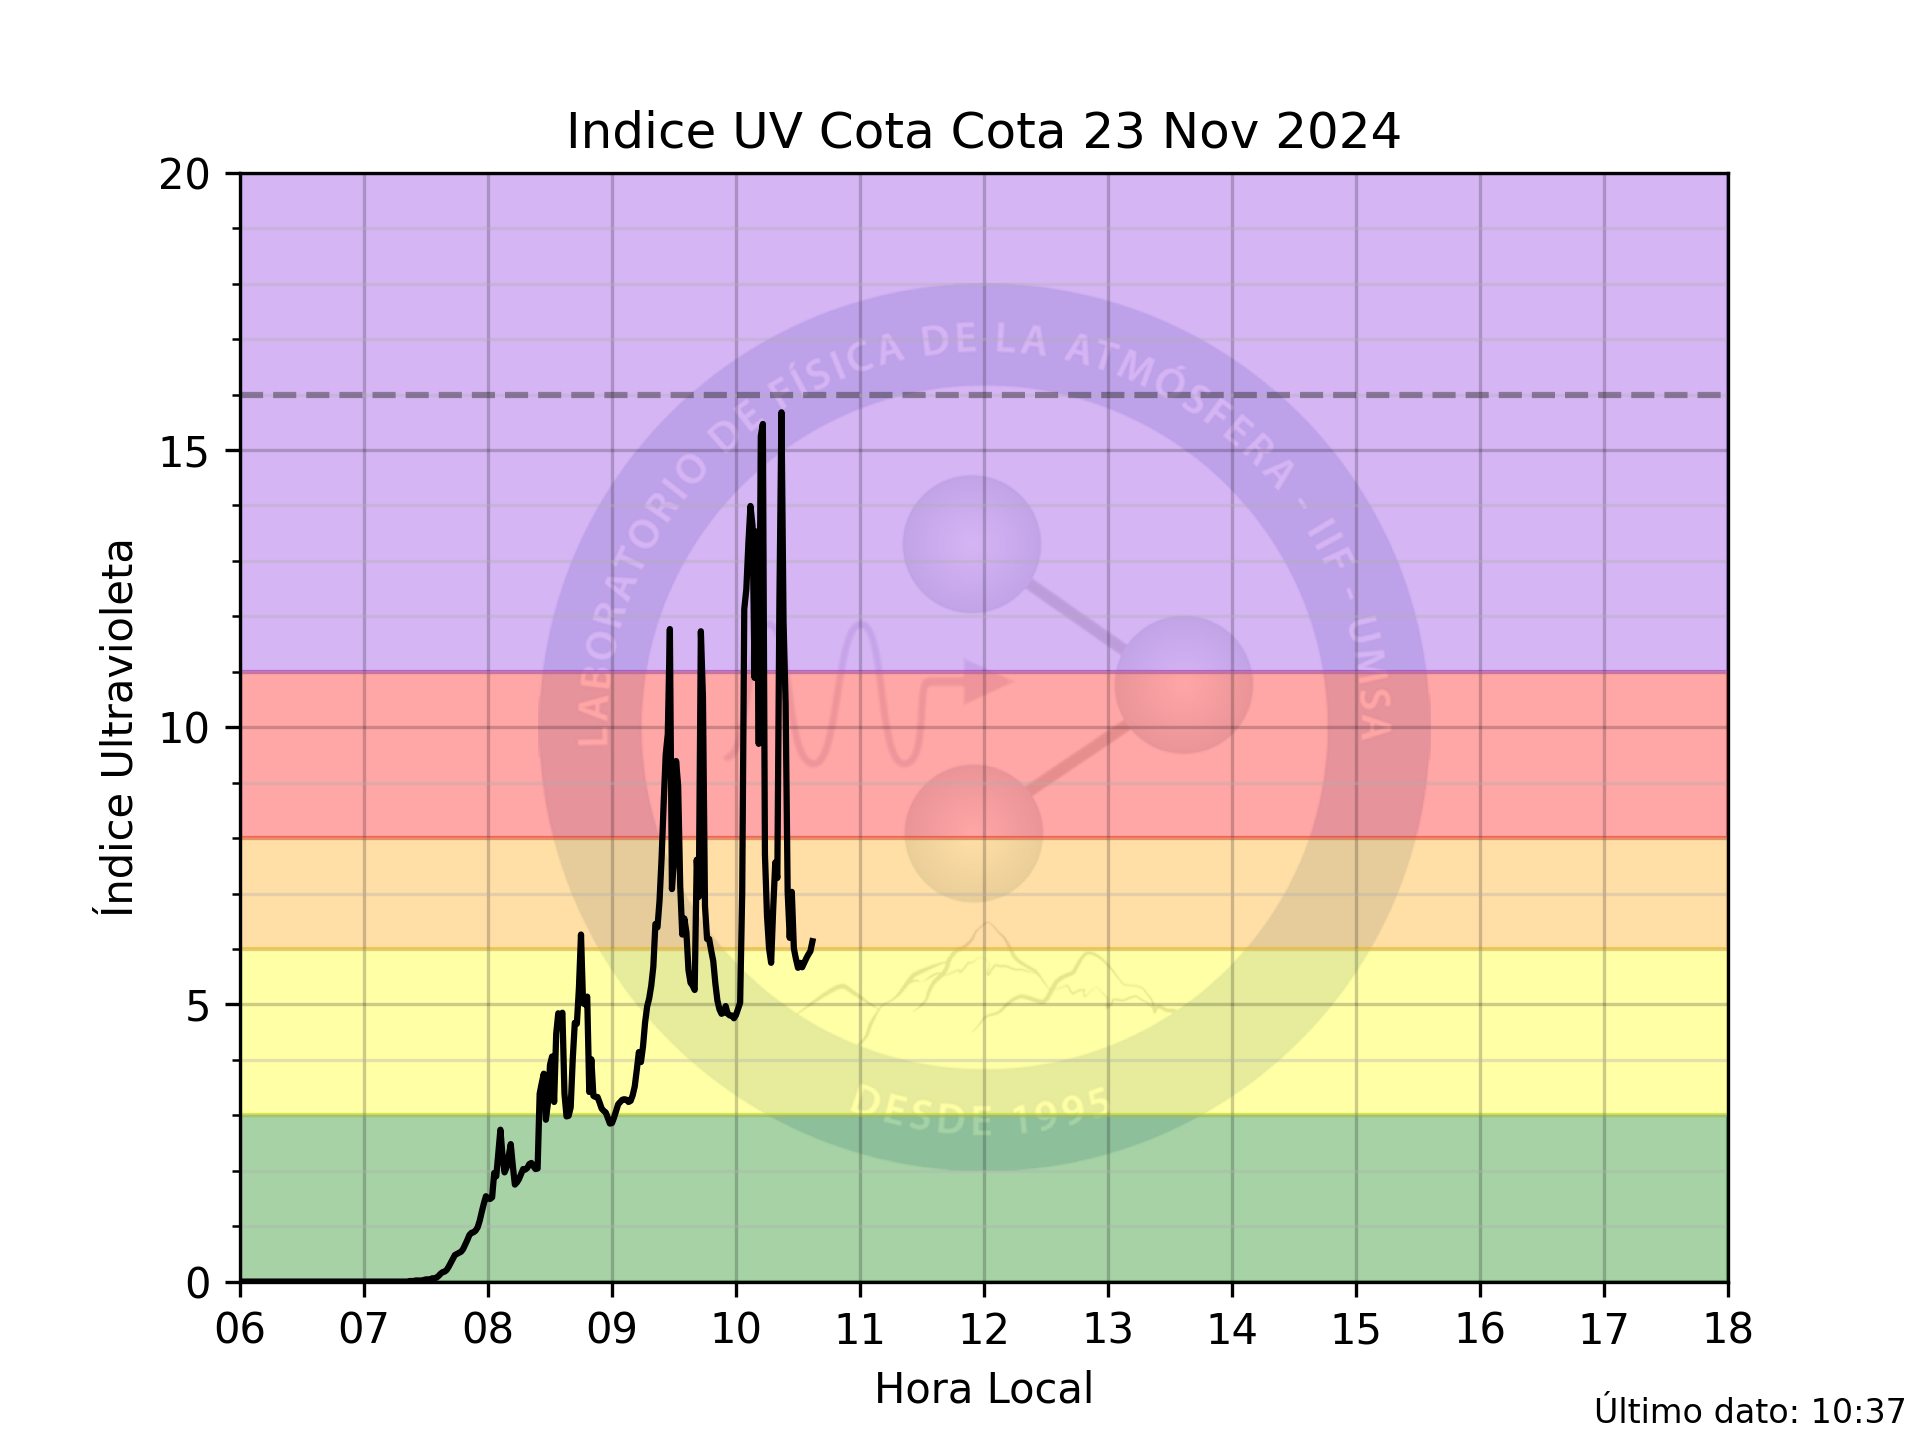 Indice UV Cota Cota 23 Nov 2024
20
15
10
5
0
Índice Ultravioleta
LABORATORIO DE FÍSICA DE LA ATMÓSFERA - IIF - UMSA
DESDE 1995
06 07 08 09 10 11 12 13 14 15 16 17 18
Hora Local
Último dato: 10:37